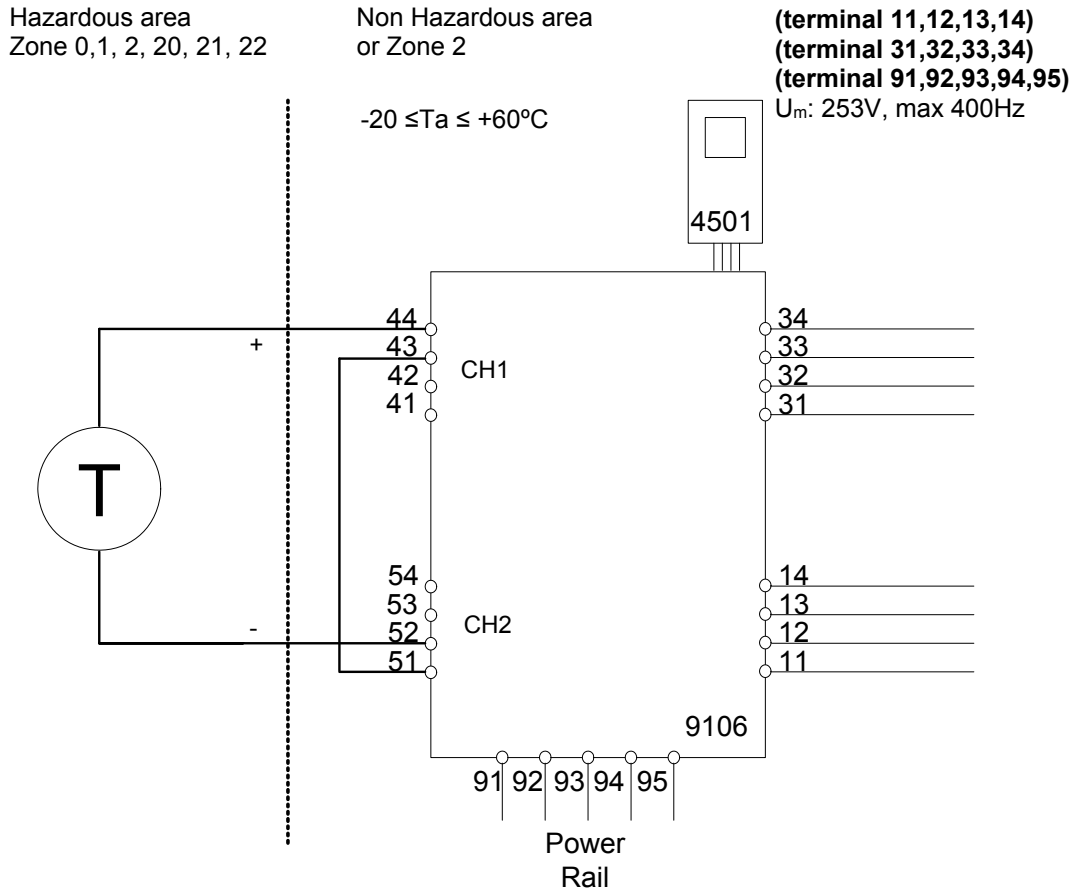 Hazardous area
Zone 0,1, 2, 20, 21, 22
Non Hazardous area
or Zone 2
-20 ≤Ta ≤ +60ºC
(terminal 11,12,13,14)
(terminal 31,32,33,34)
(terminal 91,92,93,94,95)
Um: 253V, max 400Hz
4501
44
43
42
41
CH1
34
33
32
31
+
T
-
54
53
52
51
CH2
14
13
12
11
9106
91 92 93 94 95
Power
Rail